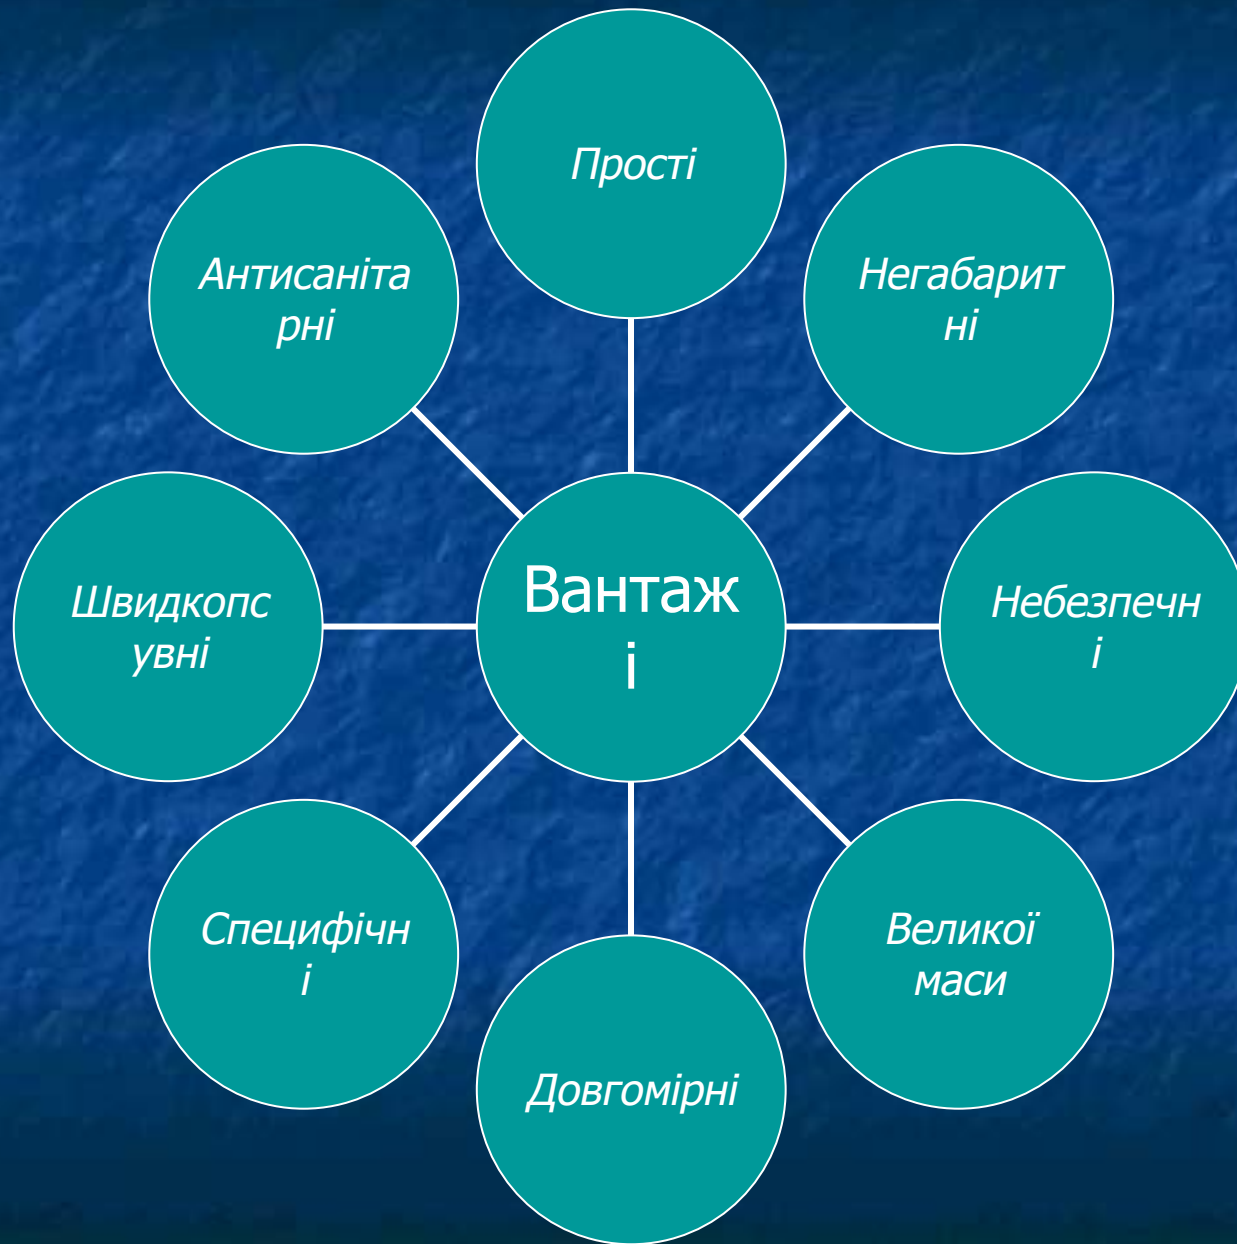 Прості
Антисаніта
рні
Негабарит
ні
Швидкопс
увні
Вантаж
і
Небезпечн
і
Специфічн
і
Великої
маси
Довгомірні